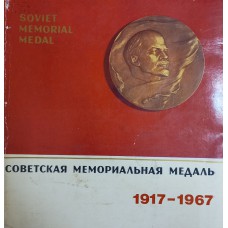 SOVIET
MEMORIAL
MEDAL
СОВЕТСКАЯ МЕМОРИАЛЬНАЯ МЕДАЛЬ
1917-1967